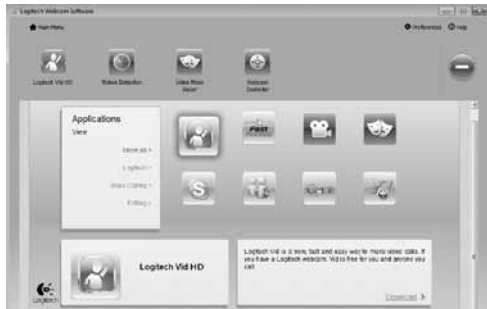 Logitech Webcam Software
Main Menu
Preferences
Help
Logitech Vid HD
Motion Detection
Video Mask
Webcam
Controller
Applications
View
Show All >
Logitech >
Video Calling >
Editing >
Logitech Vid HD
Logitech Vid is a new, fast and easy way to make video calls. If
you have a Logitech webcam, Vid is free for you and anyone you
call
Download >
Logitech